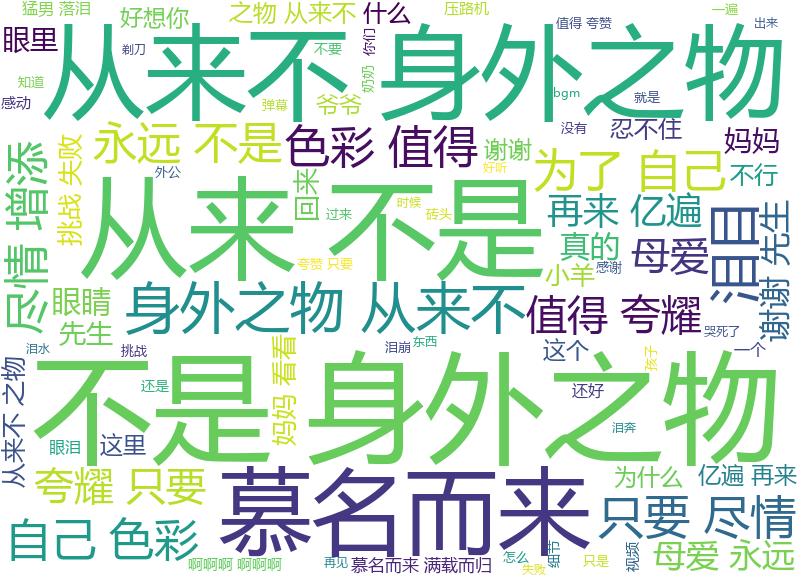 猛男 落泪
好想你
之物 从来不
什么
压路机
值得 夸赞
一遍
出来
眼里
剃刀
从来不
身外之物
不要
你们
知道
奶奶
bgm
就是
感动
弹幕
爷爷
永远 不是
色彩 值得
谢谢
没有
忍不住
妈妈
好听
为了 自己
不行
外公
尽情 增添
挑战 失败
从来 不是
回来
过来
时候
砖头
再来 亿遍
泪目
谢谢 先生
真的
母爱
夸赞 只要
小羊
感谢
眼睛
身外之物 从来不
值得 夸耀
先生
哭死了
泪水
挑战
泪崩
东西
这个
一个
不是 身外之物
妈妈 看看
孩子
从来不 之物
还是
还好
泪奔
眼泪
这里
夸耀 只要
慕名而来
为什么
亿遍 再来
只要 尽情
自己 色彩
啊啊啊 啊啊啊
再见
慕名而来 满载而归
怎么
失败
细节
只是
视频
母爱 永远